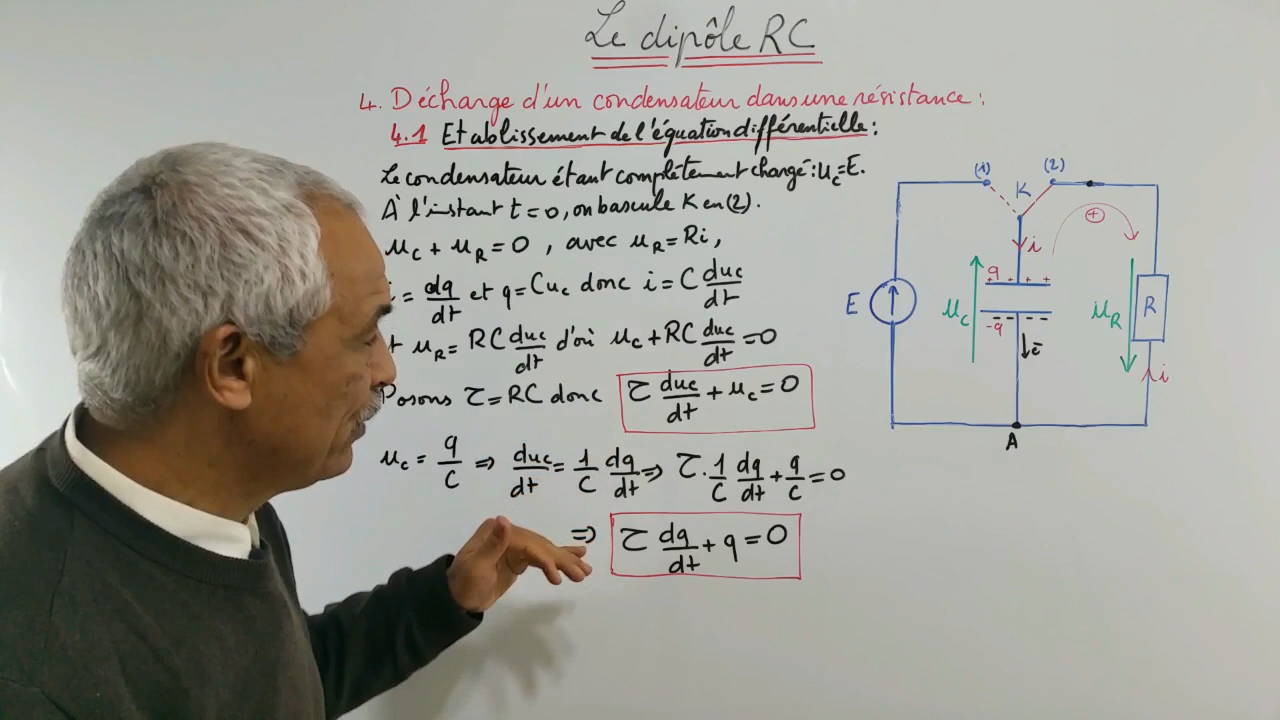 Le dipôle RC
4. Décharge d'un condensateur dans une résistance :
4.1 Etablissement de l'équation différentielle :
Le condensateur étant complètement chargé : uc=E.
À l'instant t=0, on bascule K en (2).
uc + uR = 0 , avec uR = Ri,
= dq/dt et q=Cuc donc i = C duc/dt
uR = RC duc/dt d'où uc + RC duc/dt = 0
Posons τ = RC donc τ duc/dt + uc = 0
uc = q/C ⇒ duc/dt = 1/C dq/dt ⇒ τ . 1/C dq/dt + q/C = 0
⇒ τ dq/dt + q = 0
(1) (2)
K
+
i
q + + +
E uc uR R
-q - - - -
e-
i
A